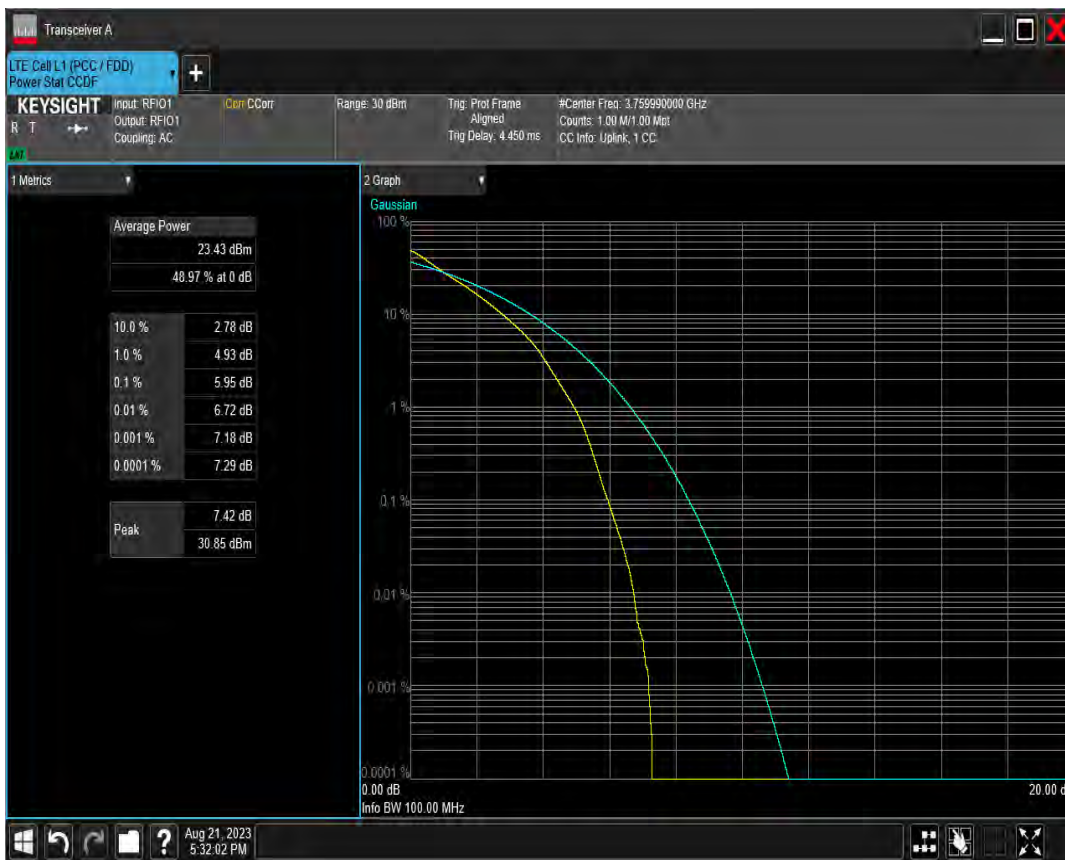 Transceiver A
LTE Cell L1 (PCC / FDD)
Power Stat CCDF
KEYSIGHT
R T
LNI
Input: RFIO1
Output: RFIO1
Coupling: AC
Corr CCorr
Range: 30 dBm
Trig: Prot Frame
Aligned
Trig Delay: 4.450 ms
#Center Freq: 3.759990000 GHz
Counts: 1.00 M/1.00 Mpt
CC Info: Uplink, 1 CC
1 Metrics
Average Power
23.43 dBm
48.97 % at 0 dB
10.0 % 2.78 dB
1.0 % 4.93 dB
0.1 % 5.95 dB
0.01 % 6.72 dB
0.001 % 7.18 dB
0.0001 % 7.29 dB
Peak
7.42 dB
30.85 dBm
2 Graph
Gaussian
100 %
10 %
1 %
0.1 %
0.01 %
0.001 %
0.0001 %
0.00 dB
20.00 d
Info BW 100.00 MHz
Aug 21, 2023
5:32:02 PM